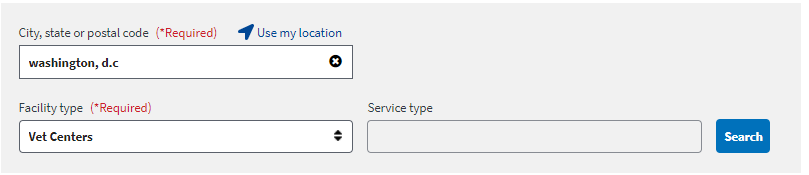 City, state or postal code (*Required) Use my location
washington, d.c
Facility type (*Required) Service type
Vet Centers Search